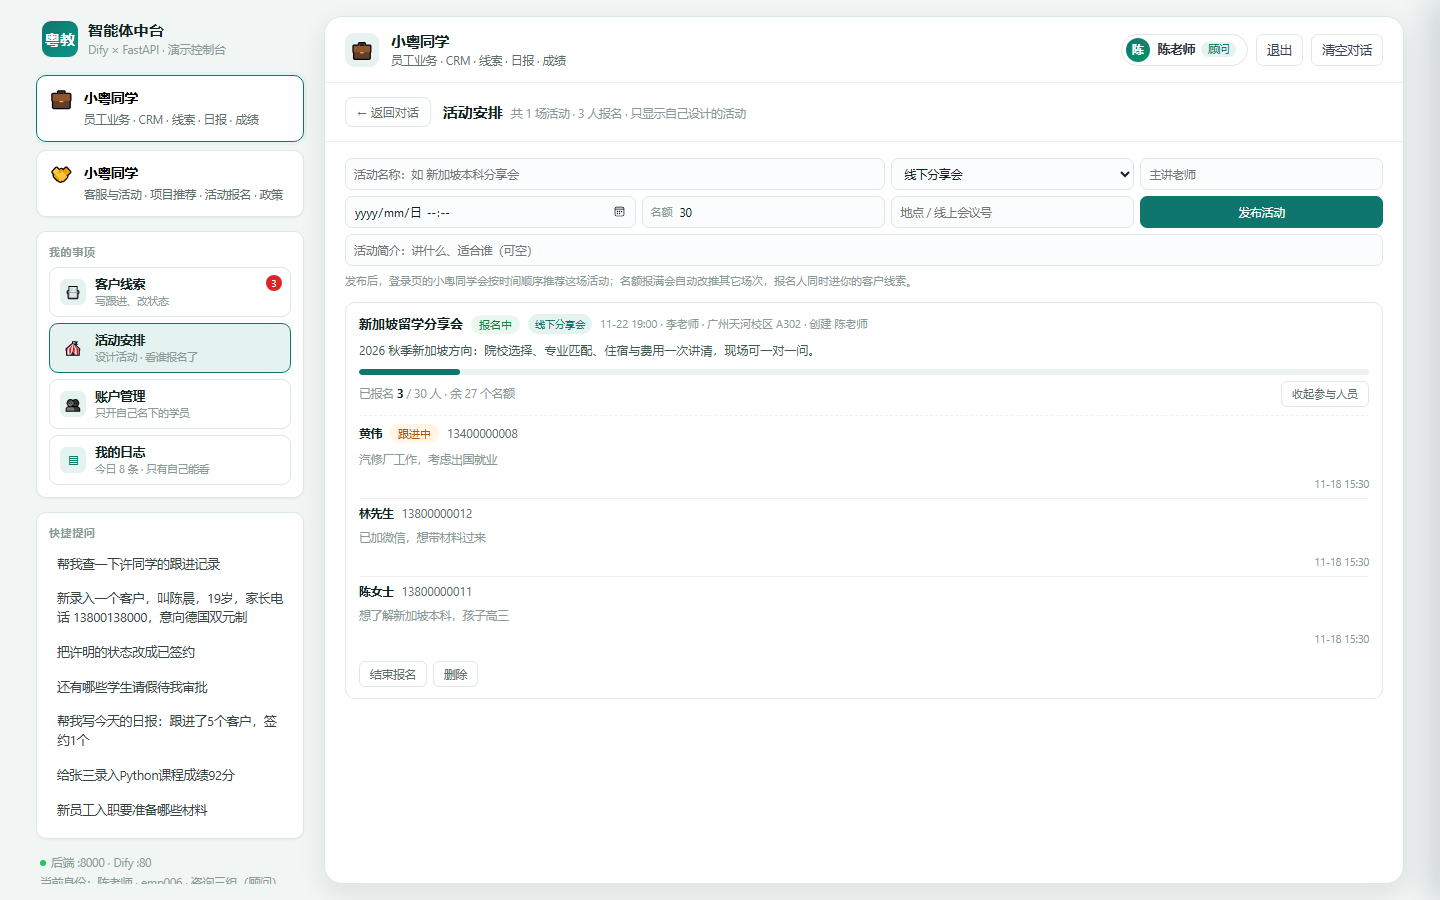 粤教
智能体中台
Dify × FastAPI · 演示控制台
小粤同学
员工业务 · CRM · 线索 · 日报 · 成绩
小粤同学
客服与活动 · 项目推荐 · 活动报名 · 政策
我的事项
客户线索
写跟进、改状态
3
活动安排
设计活动 · 看谁报名了
账户管理
只开自己名下的学员
我的日志
今日 8 条 · 只有自己能看
快捷提问
帮我查一下许同学的跟进记录
新录入一个客户，叫陈晨，19岁，家长电
话 13800138000，意向德国双元制
把许明的状态改成已签约
还有哪些学生请假待我审批
帮我写今天的日报：跟进了5个客户，签
约1个
给张三录入Python课程成绩92分
新员工入职要准备哪些材料
后端 :8000 · Dify :80
当前身份：陈老师 · emp006 · 咨询三组（顾问）
小粤同学
员工业务 · CRM · 线索 · 日报 · 成绩
陈 陈老师 顾问
退出
清空对话
← 返回对话
活动安排 共 1 场活动 · 3 人报名 · 只显示自己设计的活动
活动名称：如 新加坡本科分享会
线下分享会
主讲老师
yyyy/mm/日 --:--
名额 30
地点 / 线上会议号
发布活动
活动简介：讲什么、适合谁（可空）
发布后，登录页的小粤同学会按时间顺序推荐这场活动；名额报满会自动改推其它场次，报名人同时进你的客户线索。
新加坡留学分享会 报名中 线下分享会 11-22 19:00 · 李老师 · 广州天河校区 A302 · 创建 陈老师
2026 秋季新加坡方向：院校选择、专业匹配、住宿与费用一次讲清，现场可一对一问。
已报名 3 / 30 人 · 余 27 个名额
收起参与人员
黄伟 跟进中 13400000008
汽修厂工作，考虑出国就业
11-18 15:30
林先生 13800000012
已加微信，想带材料过来
11-18 15:30
陈女士 13800000011
想了解新加坡本科，孩子高三
11-18 15:30
结束报名
删除